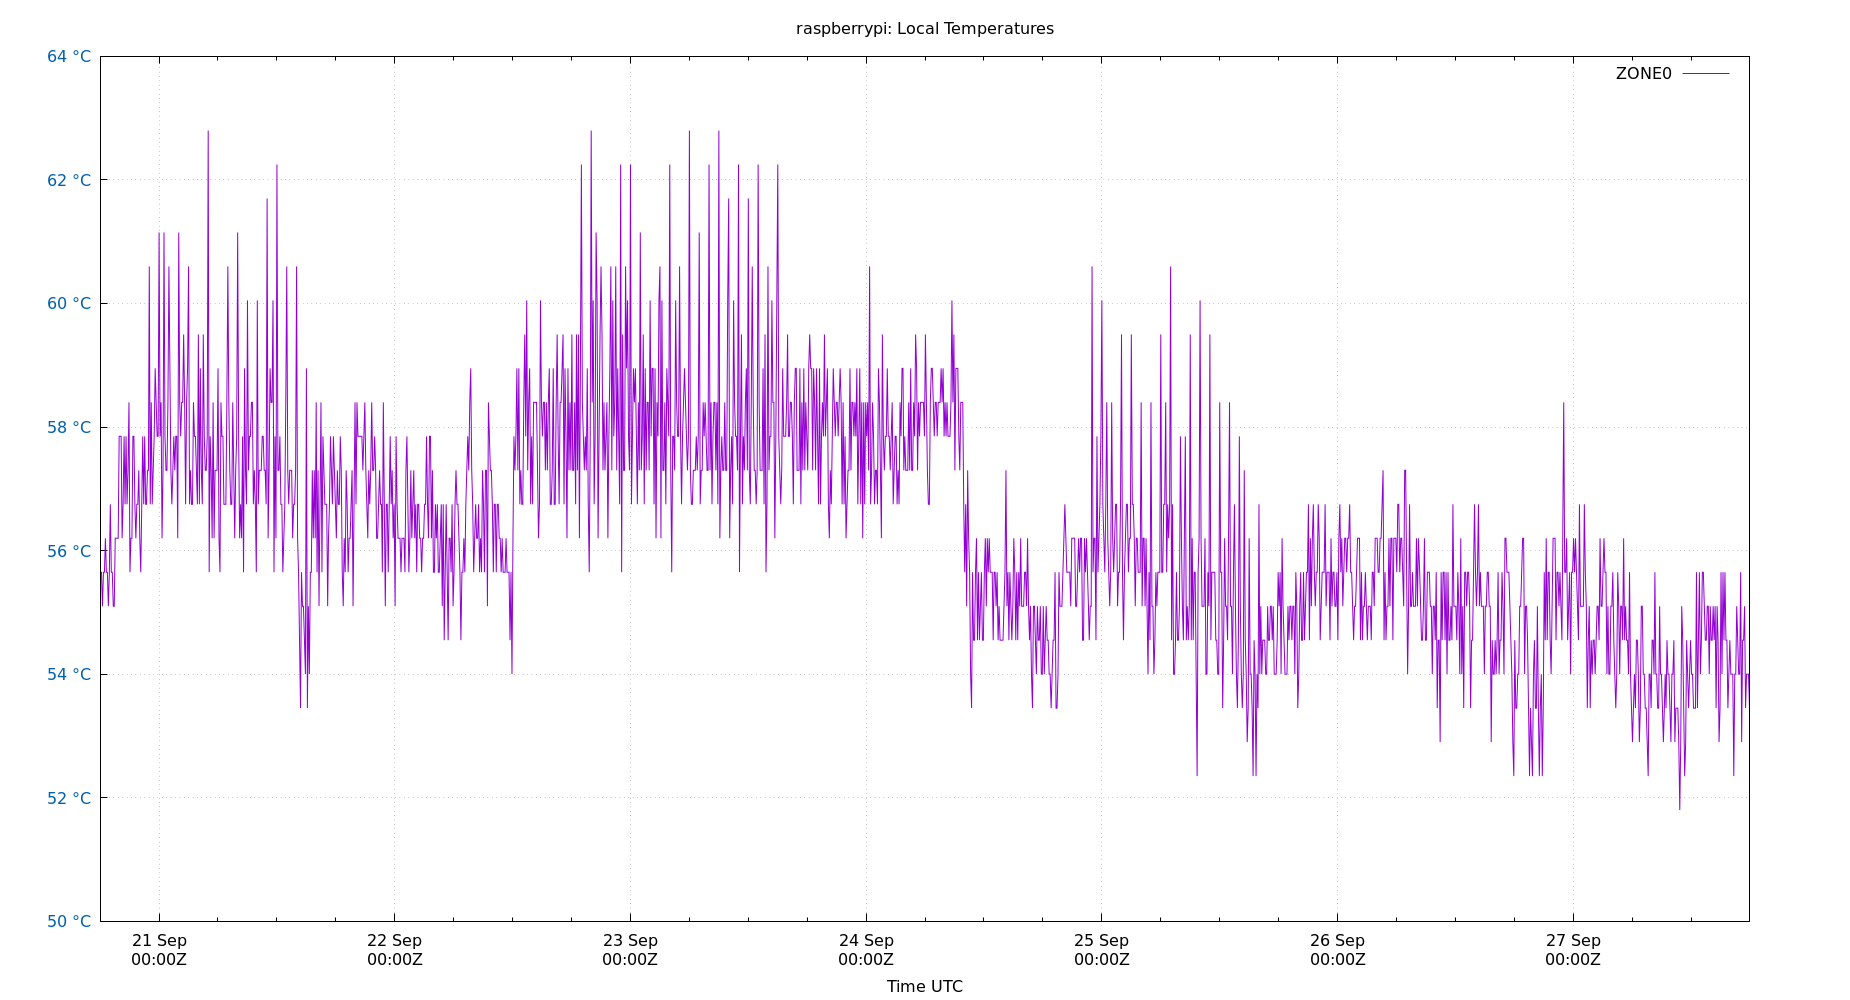 raspberrypi: Local Temperatures
64 °C
ZONE0
62 °C
60 °C
58 °C
56 °C
54 °C
52 °C
50 °C
21 Sep 22 Sep 23 Sep 24 Sep 25 Sep 26 Sep 27 Sep
00:00Z 00:00Z 00:00Z 00:00Z 00:00Z 00:00Z 00:00Z
Time UTC